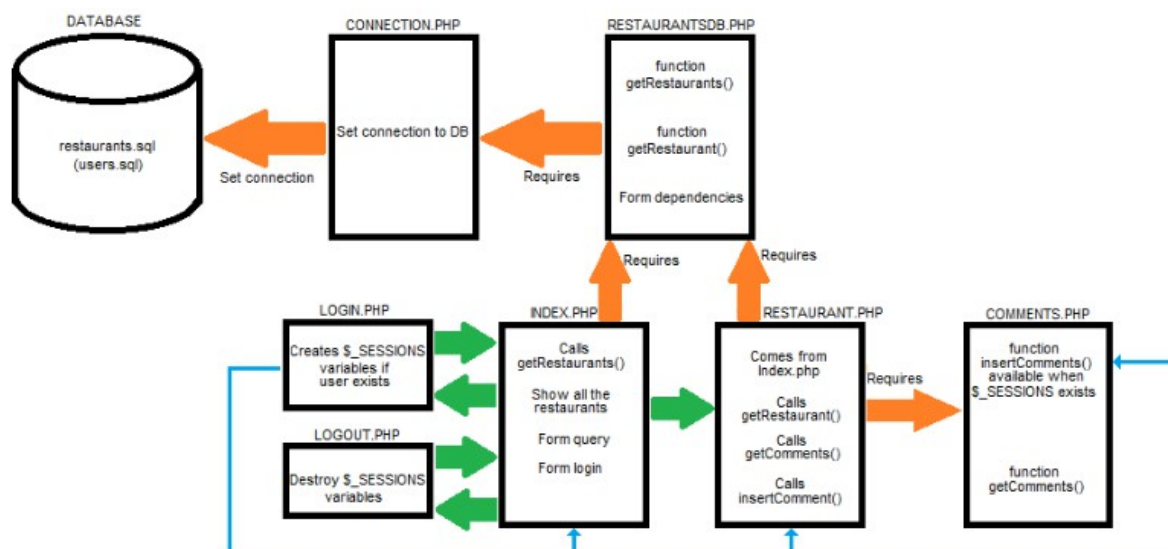 DATABASE
restaurants.sql
(users.sql)
Set connection
CONNECTION.PHP
Set connection to DB
Requires
RESTAURANTSDB.PHP
function
getRestaurants()
function
getRestaurant()
Form dependencies
Requires
Requires
LOGIN.PHP
Creates $_SESSIONS
variables if
user exists
LOGOUT.PHP
Destroy $_SESSIONS
variables
INDEX.PHP
Calls
getRestaurants()
Show all the
restaurants
Form query
Form login
RESTAURANT.PHP
Comes from
Index.php
Calls
getRestaurant()
Calls
getComments()
Calls
insertComment()
Requires
COMMENTS.PHP
function
insertComments()
available when
$_SESSIONS exists
function
getComments()